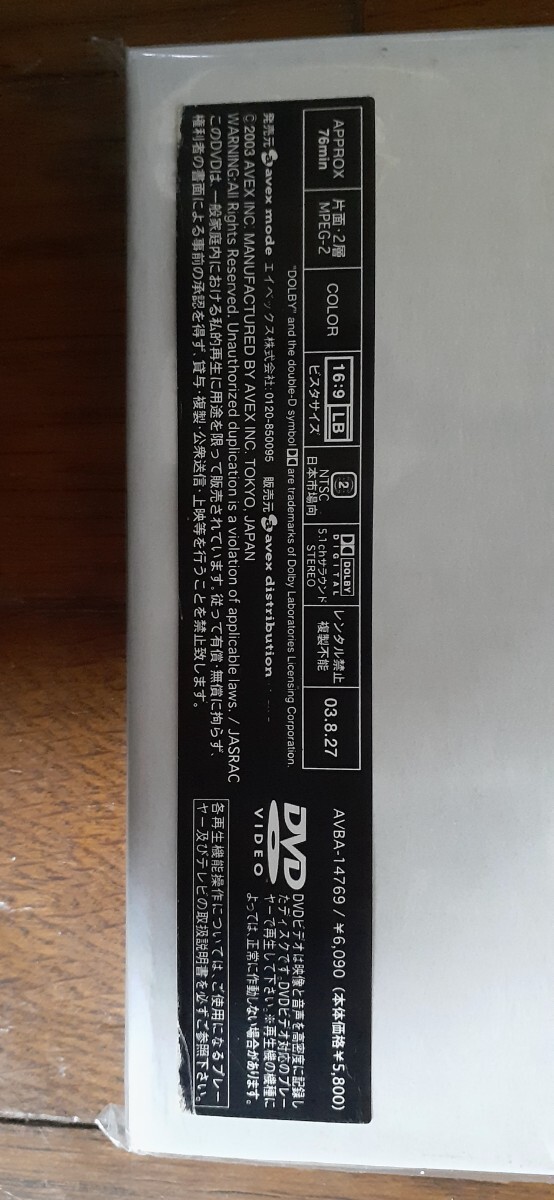 APPROX
76min
片面・2層
MPEG-2
COLOR
16:9 LB
ビスタサイズ
2
NTSC
日本市場向
DOLBY
DIGITAL
5.1chサラウンド
STEREO
レンタル禁止
複製不能
03.8.27
"DOLBY" and the double-D symbol are trademarks of Dolby Laboratories Licensing Corporation.
発売元 avex mode エイベックス株式会社:0120-850095 販売元 avex distribution
Ⓒ2003 AVEX INC. MANUFACTURED BY AVEX INC. TOKYO, JAPAN
WARNING:All Rights Reserved. Unauthorized duplication is a violation of applicable laws. / JASRAC
このDVDは、一般家庭内における私的再生に用途を限って販売されています。従って有償・無償に拘らず、
権利者の書面による事前の承認を得ず、貸与・複製・公衆送信・上映等を行うことを禁止致します。
AVBA-14769 / ¥6,090 (本体価格¥5,800)
DVD
VIDEO
DVDビデオは映像と音声を高密度に記録し
たディスクです。DVDビデオ対応のプレー
ヤーで再生して下さい。※再生機の機種に
よっては、正常に作動しない場合があります。
各再生機能操作については、ご使用になるプレー
ヤー及びテレビの取扱説明書を必ずご参照下さい。